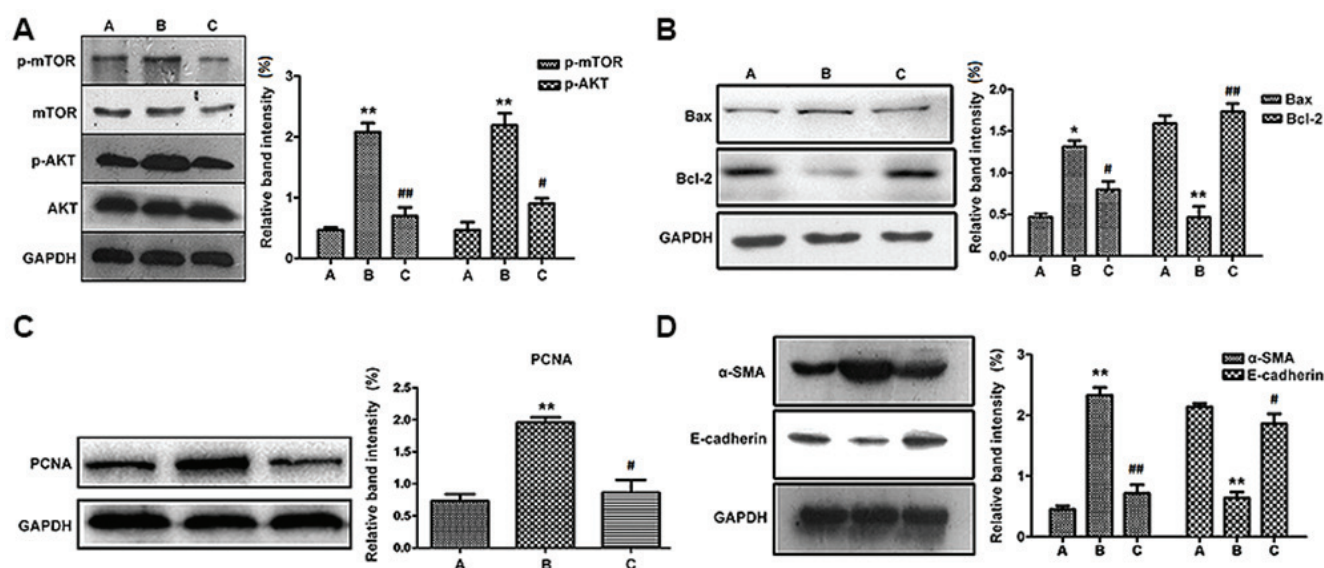 A
A B C
p-mTOR
mTOR
p-AKT
AKT
GAPDH
Relative band intensity (%)
3
2
1
0
** ## ** #
A B C A B C
p-mTOR
p-AKT
B
A B C
Bax
Bcl-2
GAPDH
Relative band intensity (%)
2.0
1.5
1.0
0.5
0.0
* # ** ##
A B C A B C
Bax
Bcl-2
C
PCNA
GAPDH
PCNA
Relative band intensity (%)
2.5
2.0
1.5
1.0
0.5
0.0
** #
A B C
D
α-SMA
E-cadherin
GAPDH
Relative band intensity (%)
3
2
1
0
** ## ** #
A B C A B C
α-SMA
E-cadherin